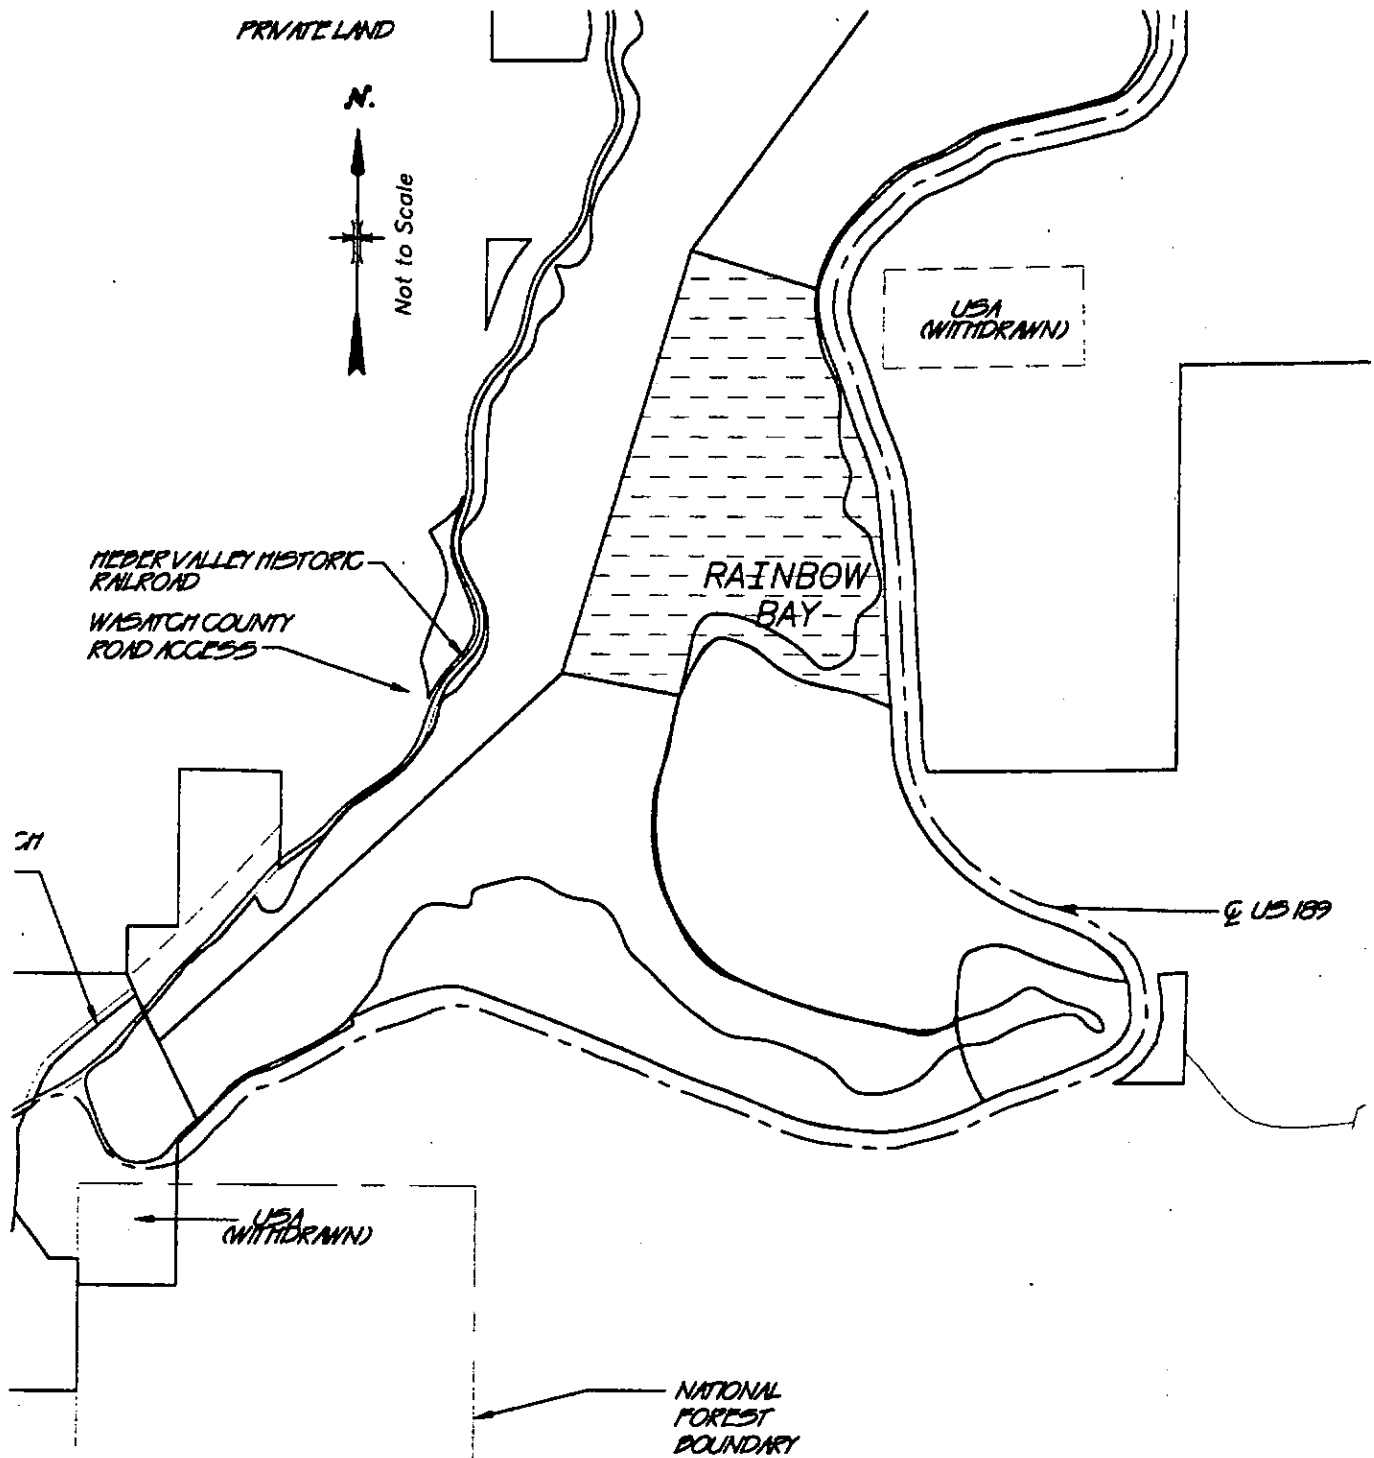 PRIVATE LAND
N.
Not to Scale
USA
(WITHDRAWN)
HEBER VALLEY HISTORIC
RAILROAD
WASATCH COUNTY
ROAD ACCESS
RAINBOW
BAY
CH
℄ US 189
USA
(WITHDRAWN)
NATIONAL
FOREST
BOUNDARY